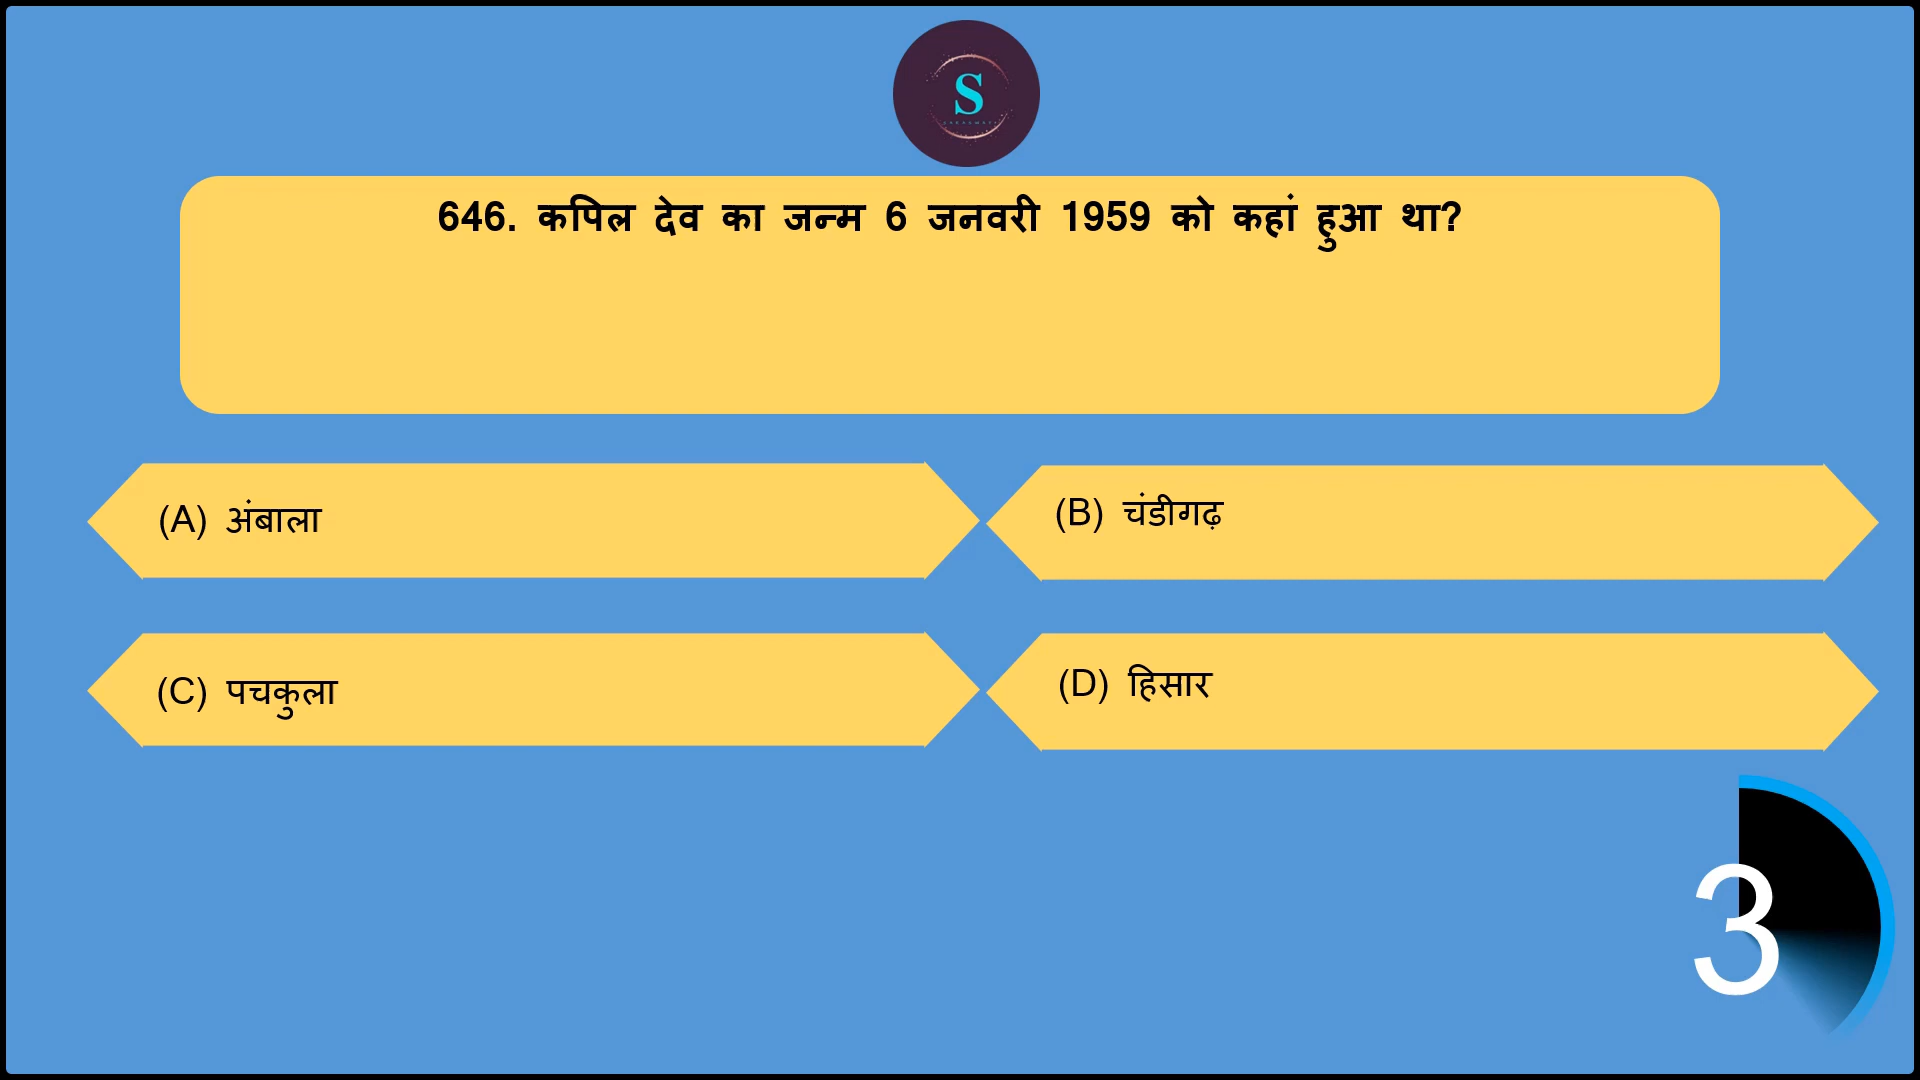 S
646. कपिल देव का जन्म 6 जनवरी 1959 को कहां हुआ था?
(A) अंबाला
(B) चंडीगढ़
(C) पचकुला
(D) हिसार
3